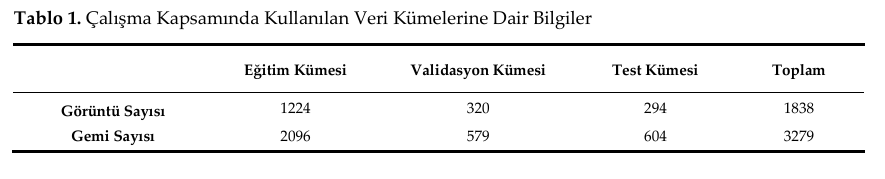 Tablo 1. Çalışma Kapsamında Kullanılan Veri Kümelerine Dair Bilgiler
Eğitim Kümesi Validasyon Kümesi Test Kümesi Toplam
Görüntü Sayısı 1224 320 294 1838
Gemi Sayısı 2096 579 604 3279